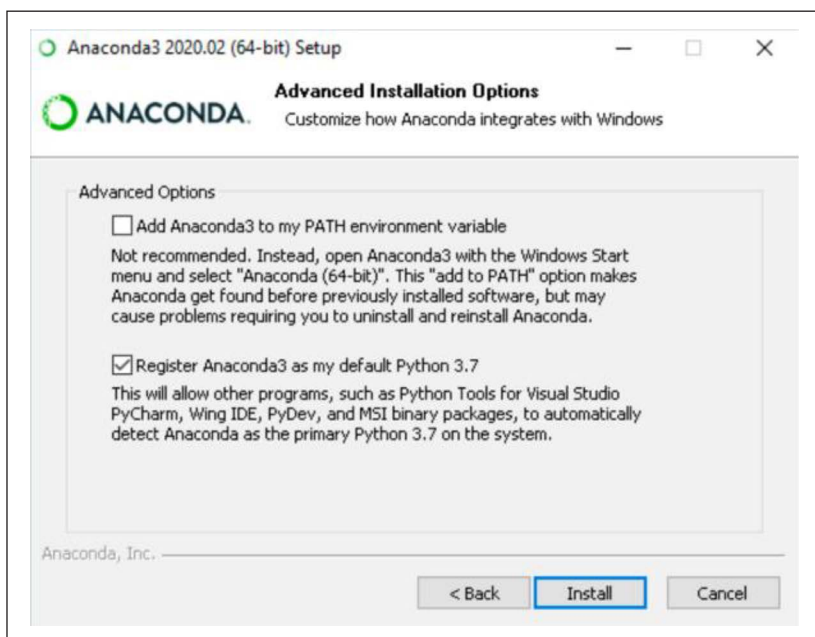 Anaconda3 2020.02 (64-bit) Setup
ANACONDA.
Advanced Installation Options
Customize how Anaconda integrates with Windows
Advanced Options
Add Anaconda3 to my PATH environment variable
Not recommended. Instead, open Anaconda3 with the Windows Start
menu and select "Anaconda (64-bit)". This "add to PATH" option makes
Anaconda get found before previously installed software, but may
cause problems requiring you to uninstall and reinstall Anaconda.
Register Anaconda3 as my default Python 3.7
This will allow other programs, such as Python Tools for Visual Studio
PyCharm, Wing IDE, PyDev, and MSI binary packages, to automatically
detect Anaconda as the primary Python 3.7 on the system.
Anaconda, Inc.
< Back
Install
Cancel